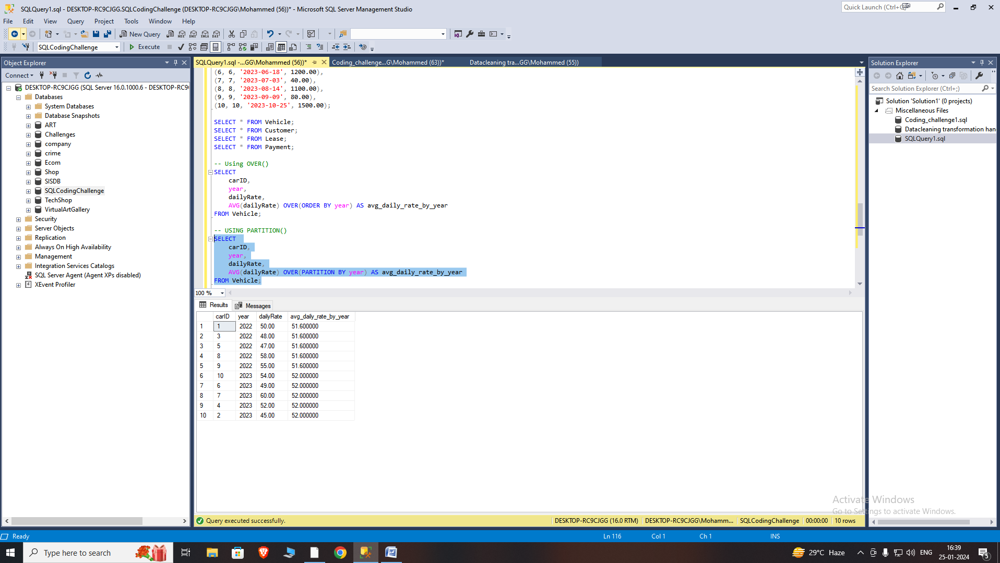 SQLQuery1.sql - DESKTOP-RC9CJGG.SQLCodingChallenge (DESKTOP-RC9CJGG\Mohammed (56))* - Microsoft SQL Server Management Studio
Quick Launch (Ctrl+Q)
File Edit View Query Project Tools Window Help
New Query
SQLCodingChallenge Execute
Object Explorer
Connect
DESKTOP-RC9CJGG (SQL Server 16.0.1000.6 - DESKTOP-RC9
Databases
System Databases
Database Snapshots
ART
Challenges
company
crime
Ecom
Shop
SISDB
SQLCodingChallenge
TechShop
VirtualArtGallery
Security
Server Objects
Replication
Always On High Availability
Management
Integration Services Catalogs
SQL Server Agent (Agent XPs disabled)
XEvent Profiler
SQLQuery1.sql -...GG\Mohammed (56))* Coding_challenge...G\Mohammed (63))* Datacleaning tra...GG\Mohammed (55))
(6, 6, '2023-06-18', 1200.00),
(7, 7, '2023-07-03', 40.00),
(8, 8, '2023-08-14', 1100.00),
(9, 9, '2023-09-09', 80.00),
(10, 10, '2023-10-25', 1500.00);
SELECT * FROM Vehicle;
SELECT * FROM Customer;
SELECT * FROM Lease;
SELECT * FROM Payment;
-- Using OVER()
SELECT
carID,
year,
dailyRate,
AVG(dailyRate) OVER(ORDER BY year) AS avg_daily_rate_by_year
FROM Vehicle;
-- USING PARTITION()
SELECT
carID,
year,
dailyRate,
AVG(dailyRate) OVER(PARTITION BY year) AS avg_daily_rate_by_year
FROM Vehicle;
100 %
Results Messages
carID year dailyRate avg_daily_rate_by_year
1 1 2022 50.00 51.600000
2 3 2022 48.00 51.600000
3 5 2022 47.00 51.600000
4 8 2022 58.00 51.600000
5 9 2022 55.00 51.600000
6 10 2023 54.00 52.000000
7 6 2023 49.00 52.000000
8 7 2023 60.00 52.000000
9 4 2023 52.00 52.000000
10 2 2023 45.00 52.000000
Query executed successfully. DESKTOP-RC9CJGG (16.0 RTM) DESKTOP-RC9CJGG\Mohamm... SQLCodingChallenge 00:00:00 10 rows
Solution Explorer
Search Solution Explorer (Ctrl+;)
Solution 'Solution1' (0 projects)
Miscellaneous Files
Coding_challenge1.sql
Datacleaning transformation han
SQLQuery1.sql
Activate Windows
Go to Settings to activate Windows.
Ready Ln 116 Col 1 Ch 1 INS
Type here to search
29°C Haze ENG
16:39
25-01-2024
5